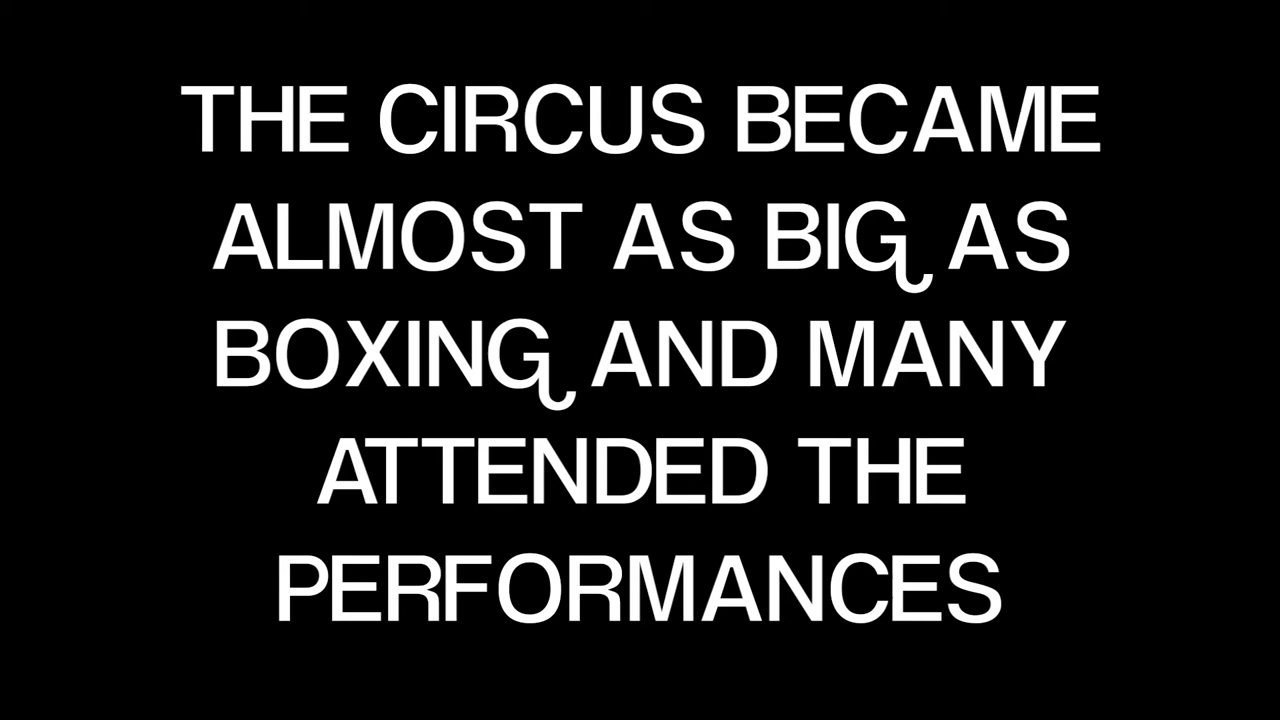 THE CIRCUS BECAME
ALMOST AS BIG AS
BOXING AND MANY
ATTENDED THE
PERFORMANCES